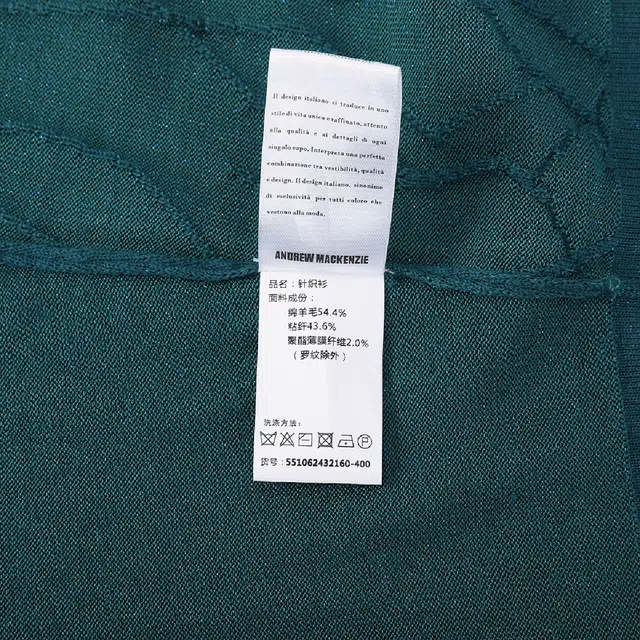 Il design italiano si traduce in uno
stile di vita unico e raffinato, attento
alla qualità e ai dettagli di ogni
singolo capo. Interpreta una perfetta
combinazione tra vestibilità, qualità
e design. Il design italiano, sinonimo
di esclusività per tutti coloro che
vestono alla moda.
ANDREW MACKENZIE
品名：针织衫
面料成份：
绵羊毛54.4%
粘纤43.6%
聚酯薄膜纤维2.0%
（罗纹除外）
洗涤方法：
货号：551062432160-400